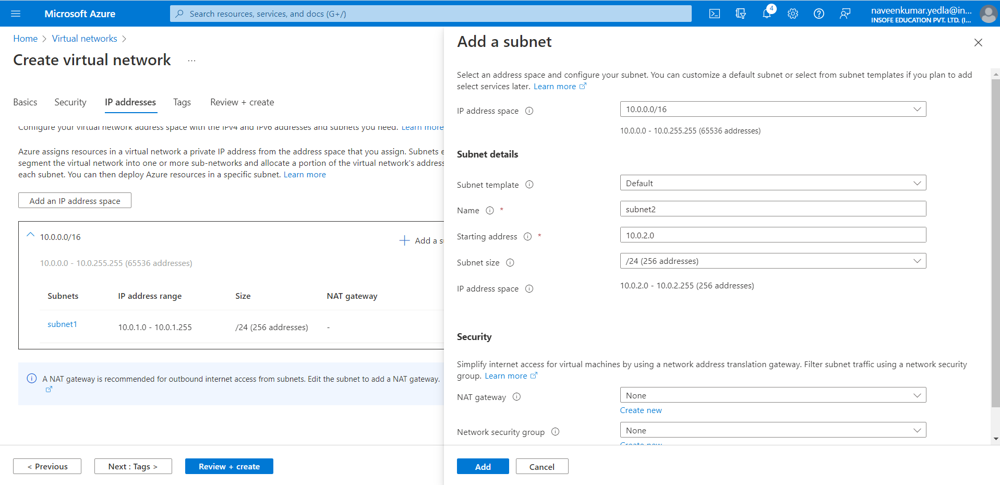 Microsoft Azure
Search resources, services, and docs (G+/)
4
naveenkumar.yedla@in...
INSOFE EDUCATION PVT. LTD. (I...
Home > Virtual networks >
Create virtual network ...
Basics Security IP addresses Tags Review + create
Configure your virtual network address space with the IPv4 and IPv6 addresses and subnets you need. Learn more
Azure assigns resources in a virtual network a private IP address from the address space that you assign. Subnets e
segment the virtual network into one or more sub-networks and allocate a portion of the virtual network's address
each subnet. You can then deploy Azure resources in a specific subnet. Learn more
Add an IP address space
10.0.0.0/16
+ Add a s
10.0.0.0 - 10.0.255.255 (65536 addresses)
Subnets IP address range Size NAT gateway
subnet1 10.0.1.0 - 10.0.1.255 /24 (256 addresses) -
A NAT gateway is recommended for outbound internet access from subnets. Edit the subnet to add a NAT gateway.
< Previous Next : Tags > Review + create
Add a subnet
Select an address space and configure your subnet. You can customize a default subnet or select from subnet templates if you plan to add
select services later. Learn more
IP address space 10.0.0.0/16
10.0.0.0 - 10.0.255.255 (65536 addresses)
Subnet details
Subnet template Default
Name * subnet2
Starting address * 10.0.2.0
Subnet size /24 (256 addresses)
IP address space 10.0.2.0 - 10.0.2.255 (256 addresses)
Security
Simplify internet access for virtual machines by using a network address translation gateway. Filter subnet traffic using a network security
group. Learn more
NAT gateway None
Create new
Network security group None
Create new
Add Cancel